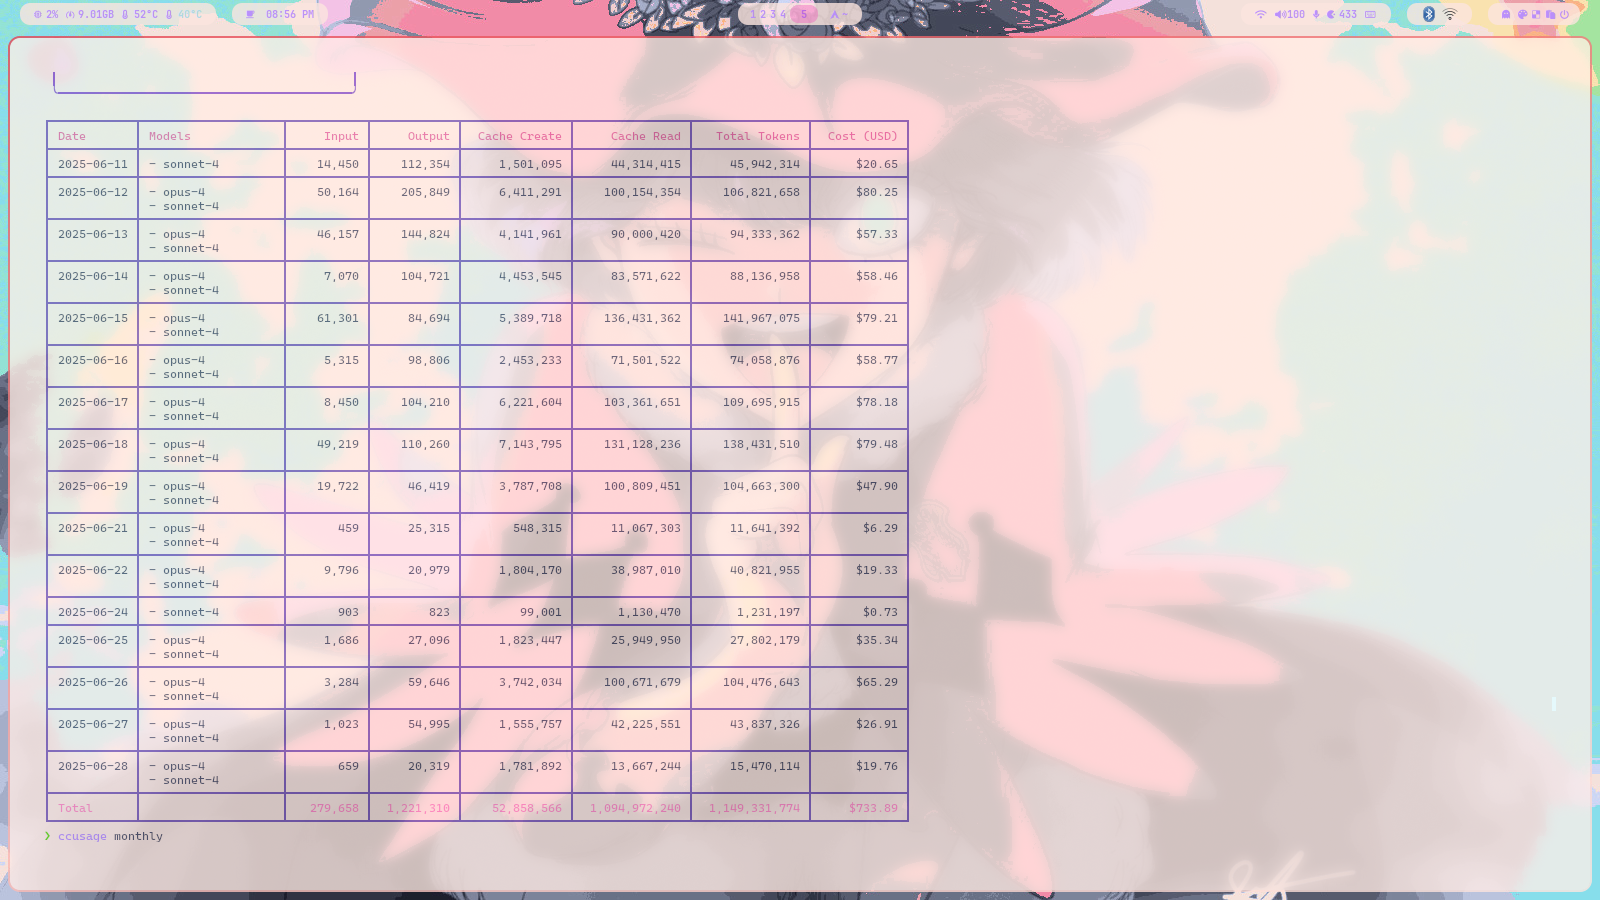 2% 9.01GB 52°C 40°C 08:56 PM 1 2 3 4 5 ~ 100 433
Date Models Input Output Cache Create Cache Read Total Tokens Cost (USD)
2025-06-11 - sonnet-4 14,450 112,354 1,501,095 44,314,415 45,942,314 $20.65
2025-06-12 - opus-4 50,164 205,849 6,411,291 100,154,354 106,821,658 $80.25
- sonnet-4
2025-06-13 - opus-4 46,157 144,824 4,141,961 90,000,420 94,333,362 $57.33
- sonnet-4
2025-06-14 - opus-4 7,070 104,721 4,453,545 83,571,622 88,136,958 $58.46
- sonnet-4
2025-06-15 - opus-4 61,301 84,694 5,389,718 136,431,362 141,967,075 $79.21
- sonnet-4
2025-06-16 - opus-4 5,315 98,806 2,453,233 71,501,522 74,058,876 $58.77
- sonnet-4
2025-06-17 - opus-4 8,450 104,210 6,221,604 103,361,651 109,695,915 $78.18
- sonnet-4
2025-06-18 - opus-4 49,219 110,260 7,143,795 131,128,236 138,431,510 $79.48
- sonnet-4
2025-06-19 - opus-4 19,722 46,419 3,787,708 100,809,451 104,663,300 $47.90
- sonnet-4
2025-06-21 - opus-4 459 25,315 548,315 11,067,303 11,641,392 $6.29
- sonnet-4
2025-06-22 - opus-4 9,796 20,979 1,804,170 38,987,010 40,821,955 $19.33
- sonnet-4
2025-06-24 - sonnet-4 903 823 99,001 1,130,470 1,231,197 $0.73
2025-06-25 - opus-4 1,686 27,096 1,823,447 25,949,950 27,802,179 $35.34
- sonnet-4
2025-06-26 - opus-4 3,284 59,646 3,742,034 100,671,679 104,476,643 $65.29
- sonnet-4
2025-06-27 - opus-4 1,023 54,995 1,555,757 42,225,551 43,837,326 $26.91
- sonnet-4
2025-06-28 - opus-4 659 20,319 1,781,892 13,667,244 15,470,114 $19.76
- sonnet-4
Total 279,658 1,221,310 52,858,566 1,094,972,240 1,149,331,774 $733.89
❯ ccusage monthly